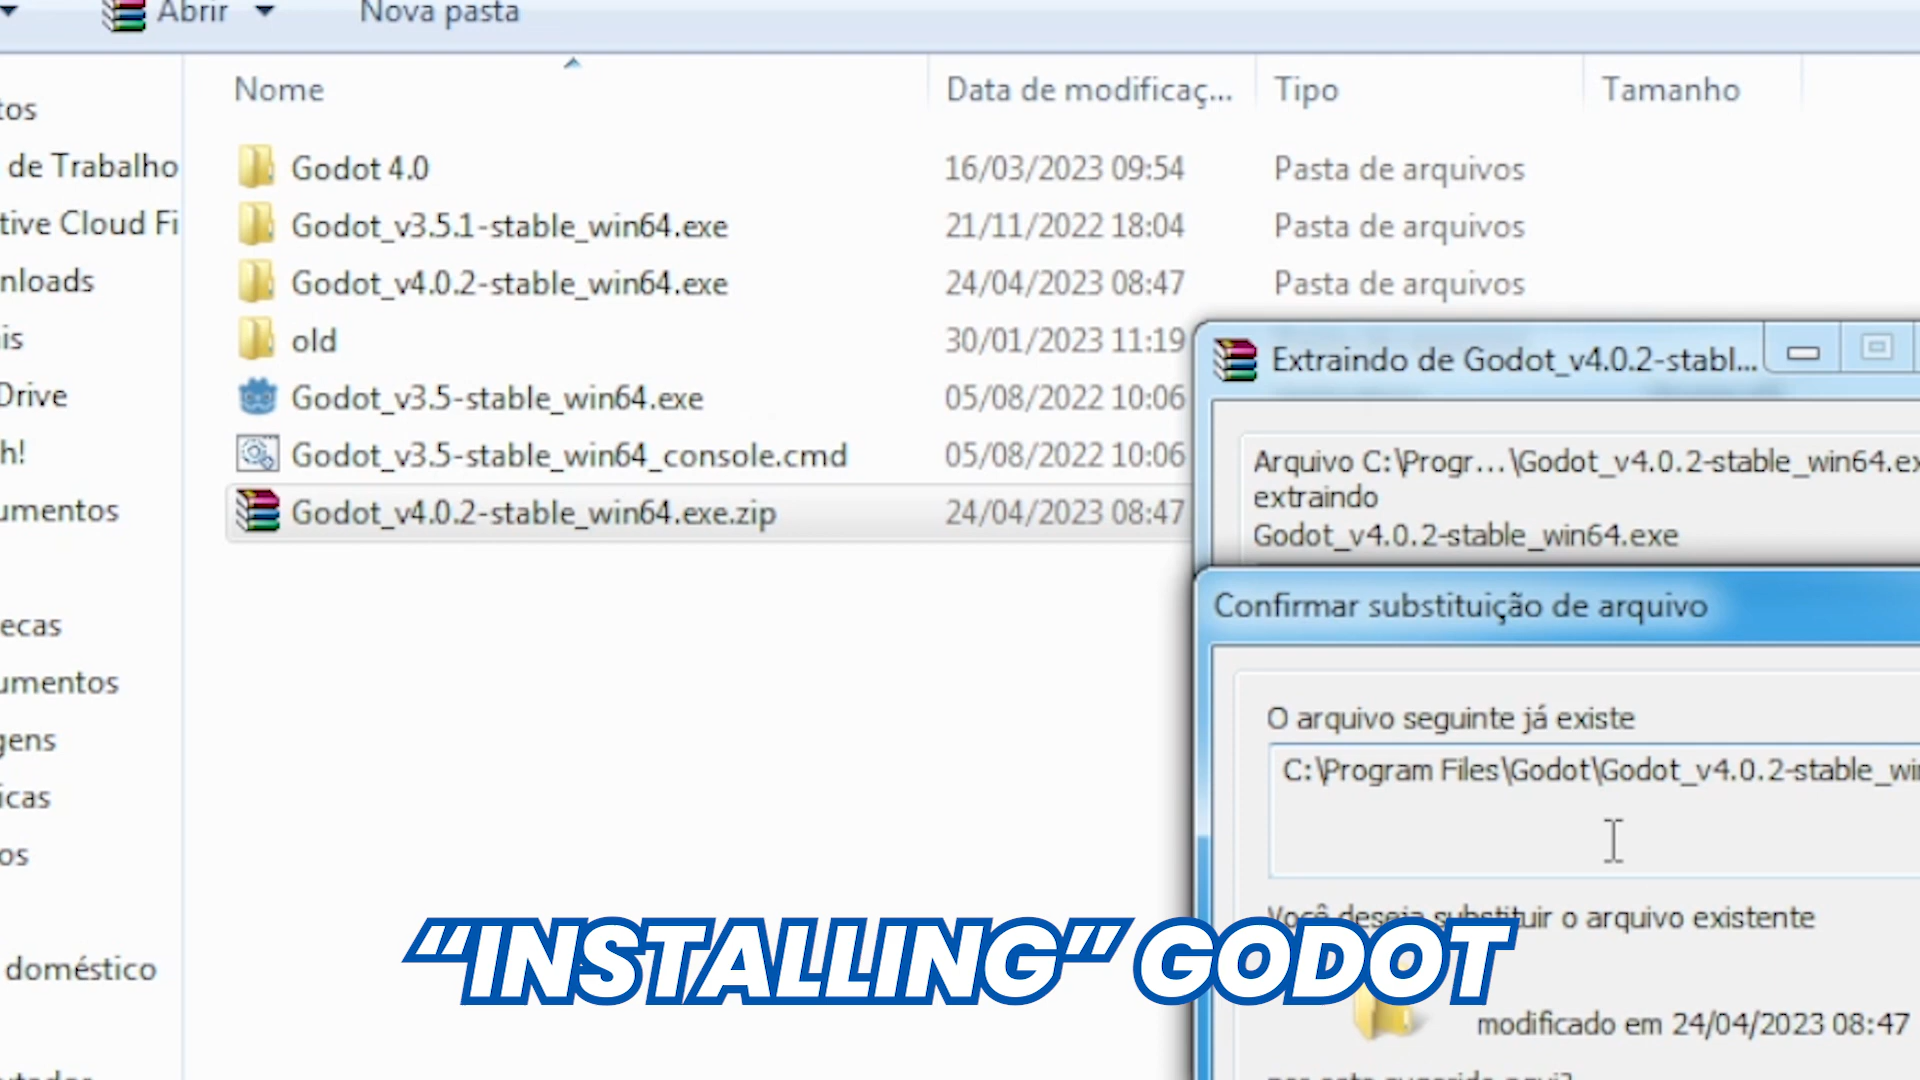 Abrir
Nova pasta
Nome
Data de modificaç...
Tipo
Tamanho
tos
de Trabalho
tive Cloud Fi
nloads
is
Drive
h!
umentos
ecas
umentos
gens
icas
os
doméstico
Godot 4.0 16/03/2023 09:54 Pasta de arquivos
Godot_v3.5.1-stable_win64.exe 21/11/2022 18:04 Pasta de arquivos
Godot_v4.0.2-stable_win64.exe 24/04/2023 08:47 Pasta de arquivos
old 30/01/2023 11:19
Godot_v3.5-stable_win64.exe 05/08/2022 10:06
Godot_v3.5-stable_win64_console.cmd 05/08/2022 10:06
Godot_v4.0.2-stable_win64.exe.zip 24/04/2023 08:47
Extraindo de Godot_v4.0.2-stabl...
Arquivo C:\Progr...\Godot_v4.0.2-stable_win64.ex
extraindo
Godot_v4.0.2-stable_win64.exe
Confirmar substituição de arquivo
O arquivo seguinte já existe
C:\Program Files\Godot\Godot_v4.0.2-stable_wi
Você deseja substituir o arquivo existente
modificado em 24/04/2023 08:47
“INSTALLING” GODOT